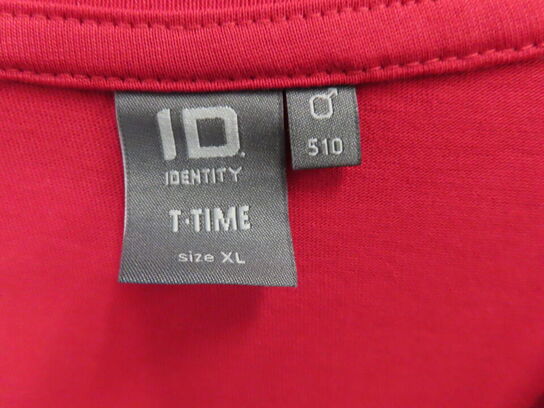 ID.
IDENTITY
T•TIME
size XL
510